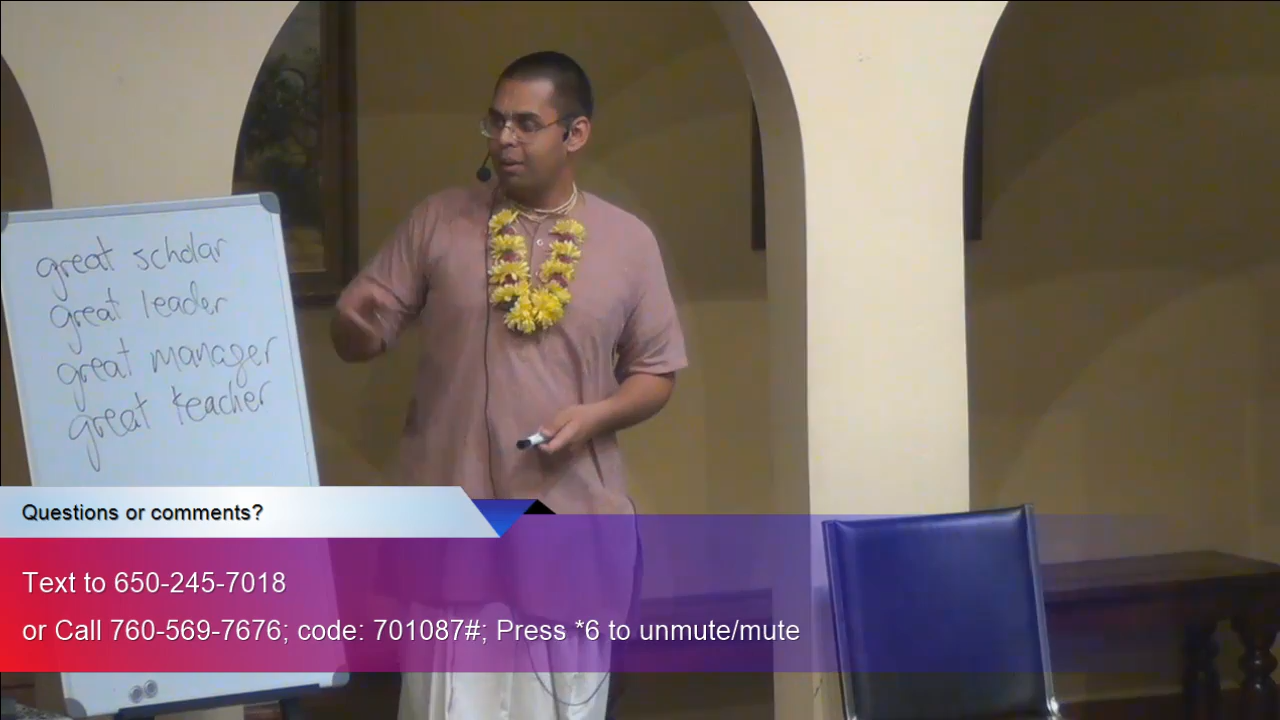 great scholar
great leader
great manager
great teacher
Questions or comments?
Text to 650-245-7018
or Call 760-569-7676; code: 701087#; Press *6 to unmute/mute